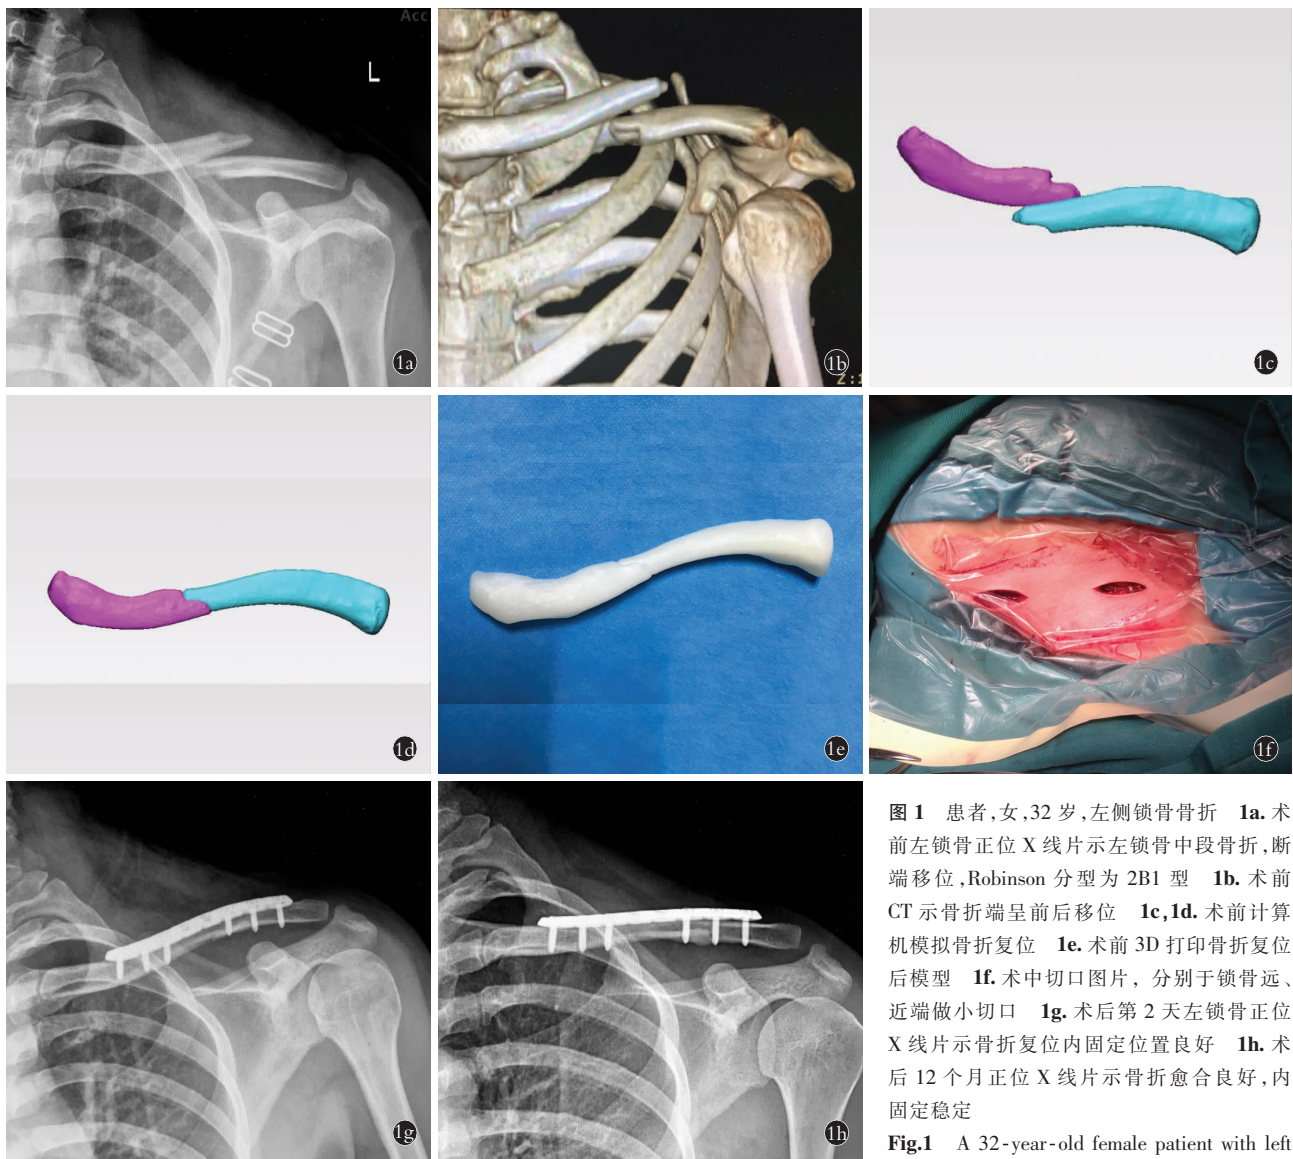 Acc
L
1a
2:1
1b
1c
1d
1e
1f
1g
1h
图 1 患者,女,32 岁,左侧锁骨骨折 1a. 术
前左锁骨正位 X 线片示左锁骨中段骨折,断
端移位,Robinson 分型为 2B1 型 1b. 术前
CT 示骨折端呈前后移位 1c,1d. 术前计算
机模拟骨折复位 1e. 术前 3D 打印骨折复位
后模型 1f. 术中切口图片, 分别于锁骨远、
近端做小切口 1g. 术后第 2 天左锁骨正位
X 线片示骨折复位内固定位置良好 1h. 术
后 12 个月正位 X 线片示骨折愈合良好,内
固定稳定
Fig.1 A 32-year-old female patient with left